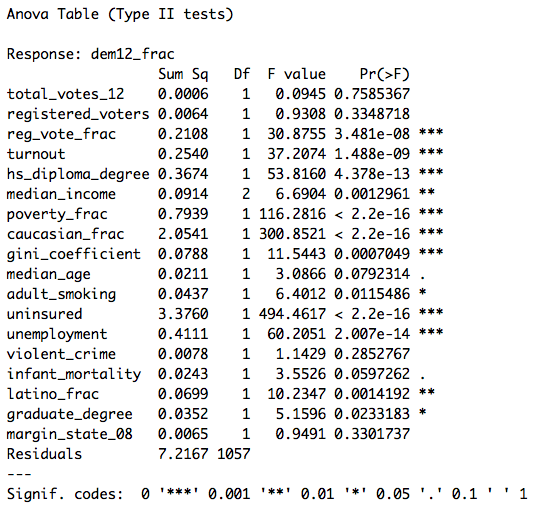 Anova Table (Type II tests)

Response: dem12_frac
                   Sum Sq   Df  F value    Pr(>F)
total_votes_12     0.0006    1   0.0945 0.7585367
registered_voters  0.0064    1   0.9308 0.3348718
reg_vote_frac      0.2108    1  30.8755 3.481e-08 ***
turnout            0.2540    1  37.2074 1.488e-09 ***
hs_diploma_degree  0.3674    1  53.8160 4.378e-13 ***
median_income      0.0914    2   6.6904 0.0012961 **
poverty_frac       0.7939    1 116.2816 < 2.2e-16 ***
caucasian_frac     2.0541    1 300.8521 < 2.2e-16 ***
gini_coefficient   0.0788    1  11.5443 0.0007049 ***
median_age         0.0211    1   3.0866 0.0792314 .
adult_smoking      0.0437    1   6.4012 0.0115486 *
uninsured          3.3760    1 494.4617 < 2.2e-16 ***
unemployment       0.4111    1  60.2051 2.007e-14 ***
violent_crime      0.0078    1   1.1429 0.2852767
infant_mortality   0.0243    1   3.5526 0.0597262 .
latino_frac        0.0699    1  10.2347 0.0014192 **
graduate_degree    0.0352    1   5.1596 0.0233183 *
margin_state_08    0.0065    1   0.9491 0.3301737
Residuals          7.2167 1057
---
Signif. codes:  0 '***' 0.001 '**' 0.01 '*' 0.05 '.' 0.1 ' ' 1